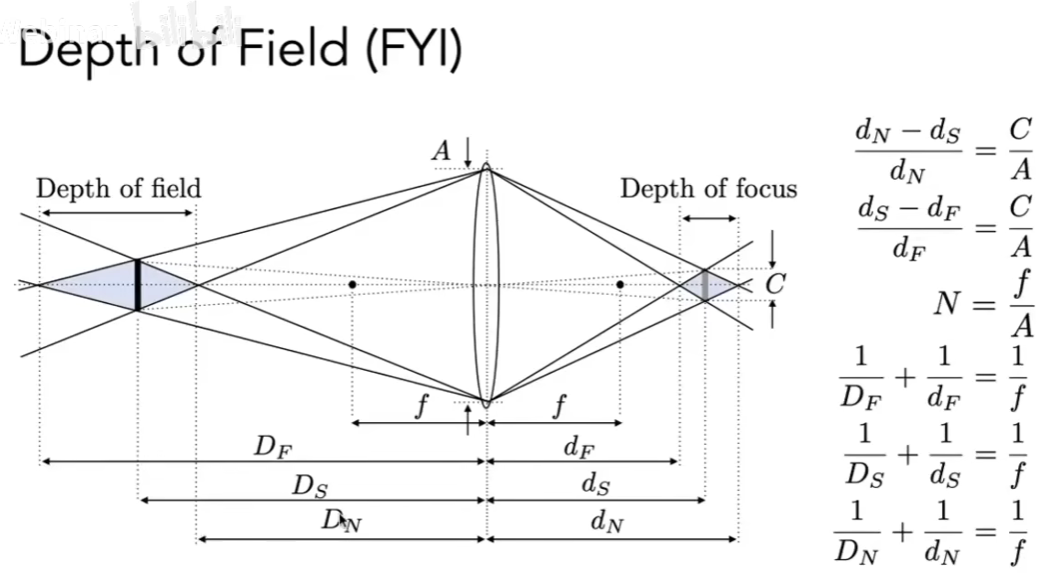 Depth of Field (FYI)
A
Depth of field
Depth of focus
C
f f
D_F d_F
D_S d_S
D_N d_N
\frac{d_N - d_S}{d_N} = \frac{C}{A}
\frac{d_S - d_F}{d_F} = \frac{C}{A}
N = \frac{f}{A}
\frac{1}{D_F} + \frac{1}{d_F} = \frac{1}{f}
\frac{1}{D_S} + \frac{1}{d_S} = \frac{1}{f}
\frac{1}{D_N} + \frac{1}{d_N} = \frac{1}{f}